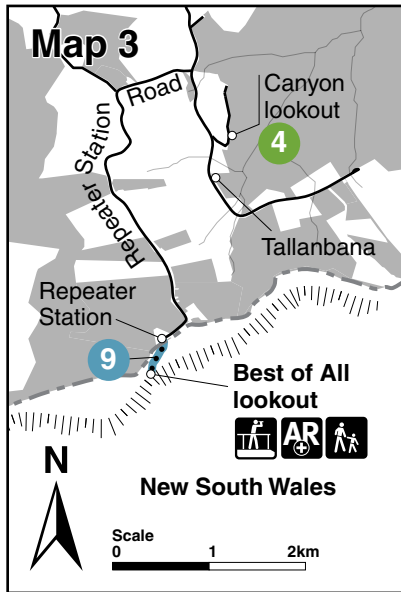 Map 3
Canyon
lookout
4
Repeater Station Road
Tallanbana
Repeater
Station
9
Best of All
lookout
AR
N
New South Wales
Scale
0 1 2km